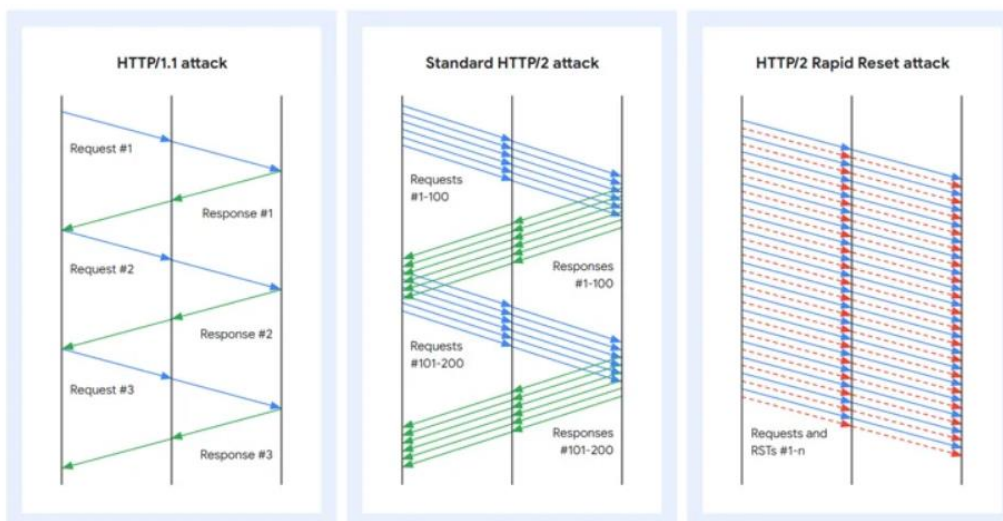 HTTP/1.1 attack
Request #1
Response #1
Request #2
Response #2
Request #3
Response #3
Standard HTTP/2 attack
Requests
#1-100
Responses
#1-100
Requests
#101-200
Responses
#101-200
HTTP/2 Rapid Reset attack
Requests and
RSTs #1-n